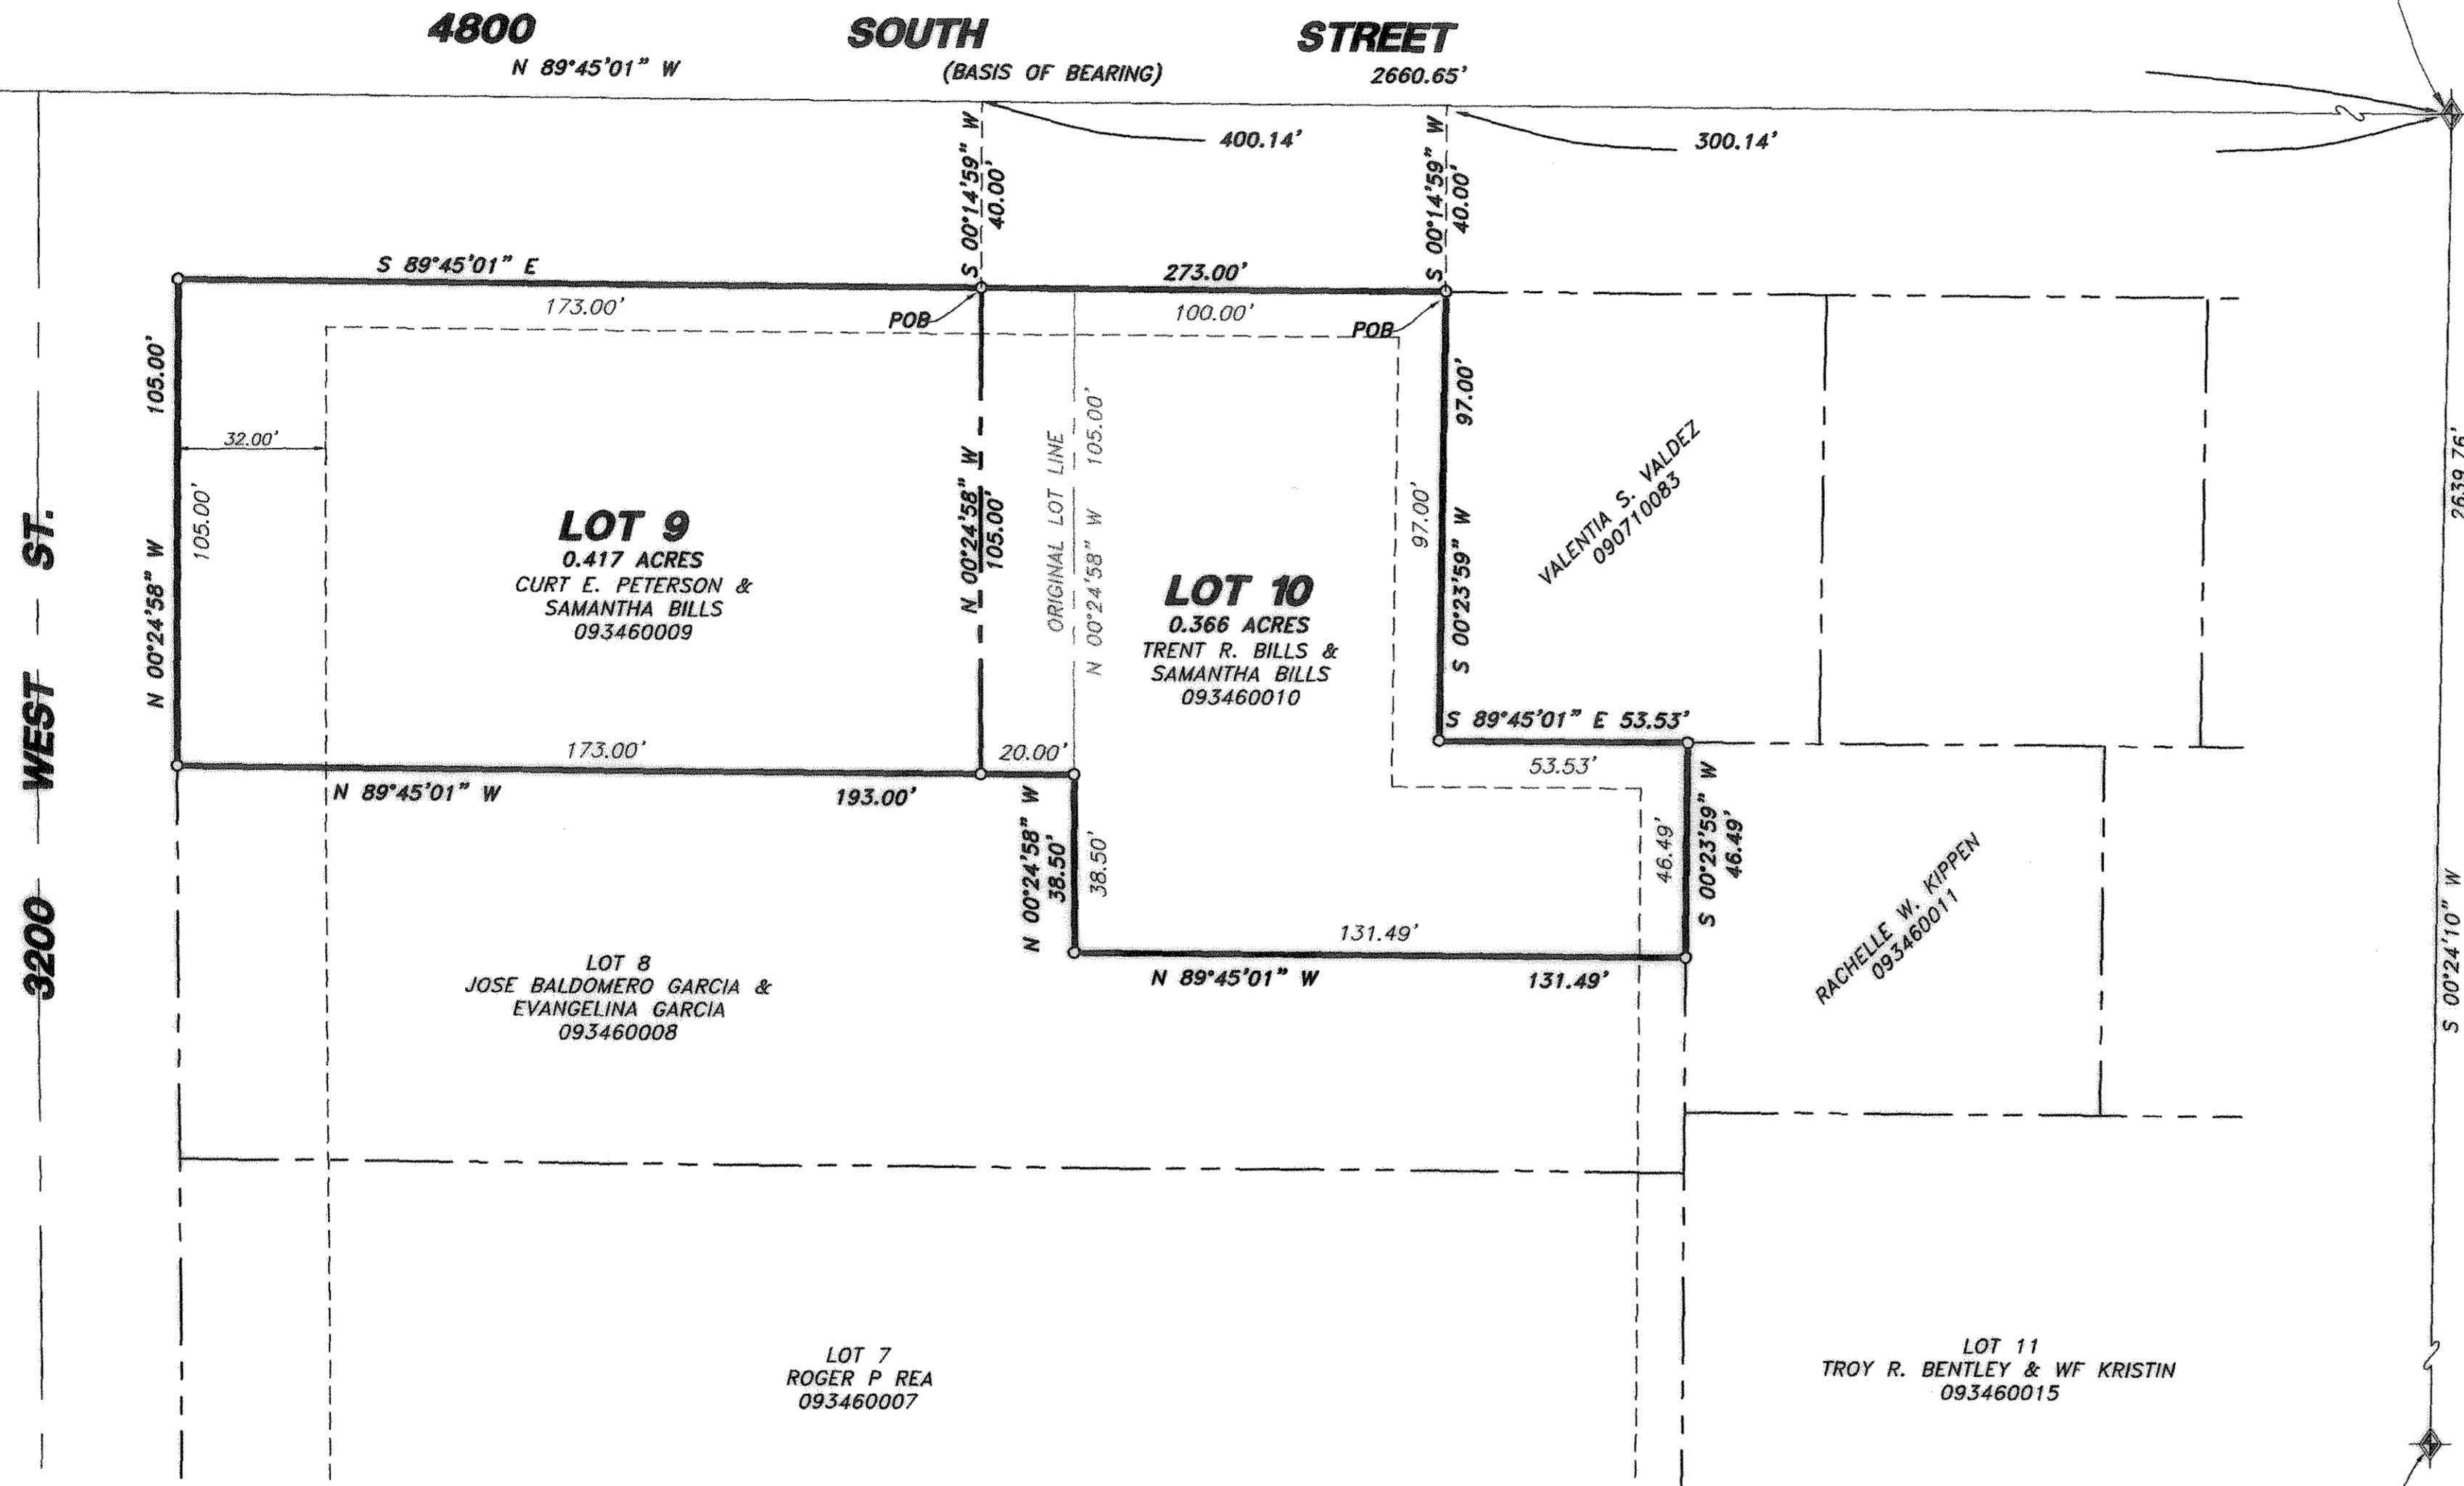 4800 SOUTH STREET
N 89°45'01" W (BASIS OF BEARING) 2660.65'
400.14'
300.14'
S 00°14'59" W
40.00'
S 00°14'59" W
40.00'
S 89°45'01" E
273.00'
173.00'
100.00'
POB
POB
N 00°24'58" W 105.00'
105.00'
32.00'
LOT 9
0.417 ACRES
CURT E. PETERSON &
SAMANTHA BILLS
093460009
N 00°24'58" W
105.00'
ORIGINAL LOT LINE
N 00°24'58" W 105.00'
LOT 10
0.366 ACRES
TRENT R. BILLS &
SAMANTHA BILLS
093460010
97.00'
S 00°23'59" W 97.00'
VALENTIA S. VALDEZ
090710083
2639.76'
S 00°24'10" W
3200 WEST ST.
S 89°45'01" E 53.53'
53.53'
173.00'
20.00'
N 89°45'01" W 193.00'
N 00°24'58" W
38.50'
38.50'
46.49'
S 00°23'59" W
46.49'
131.49'
N 89°45'01" W 131.49'
RACHELLE W. KIPPEN
093460011
LOT 8
JOSE BALDOMERO GARCIA &
EVANGELINA GARCIA
093460008
LOT 7
ROGER P REA
093460007
LOT 11
TROY R. BENTLEY & WF KRISTIN
093460015